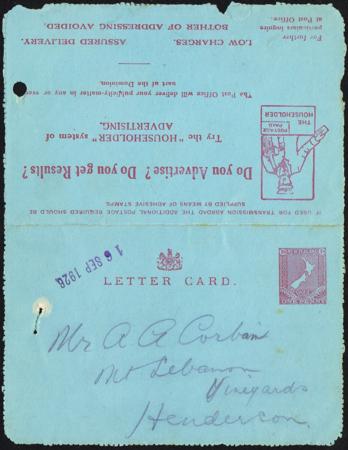 IF USED FOR TRANSMISSION ABROAD THE ADDITIONAL POSTAGE REQUIRED SHOULD BE
SUPPLIED BY MEANS OF ADHESIVE STAMPS.
Do you Advertise? Do you get Results?
Try the "HOUSEHOLDER" system of
ADVERTISING.
The Post Office will deliver your publicity-matter in any or every
part of the Dominion.
LOW CHARGES. ASSURED DELIVERY.
BOTHER OF ADDRESSING AVOIDED.
For further
particulars inquire
at Post Office.
THE
HOUSEHOLDER
POSTAGE
PAID
16 SEP 1926
LETTER CARD.
ONE PENNY
Mr A A Corban
Mt Lebanon
Vineyards
Henderson